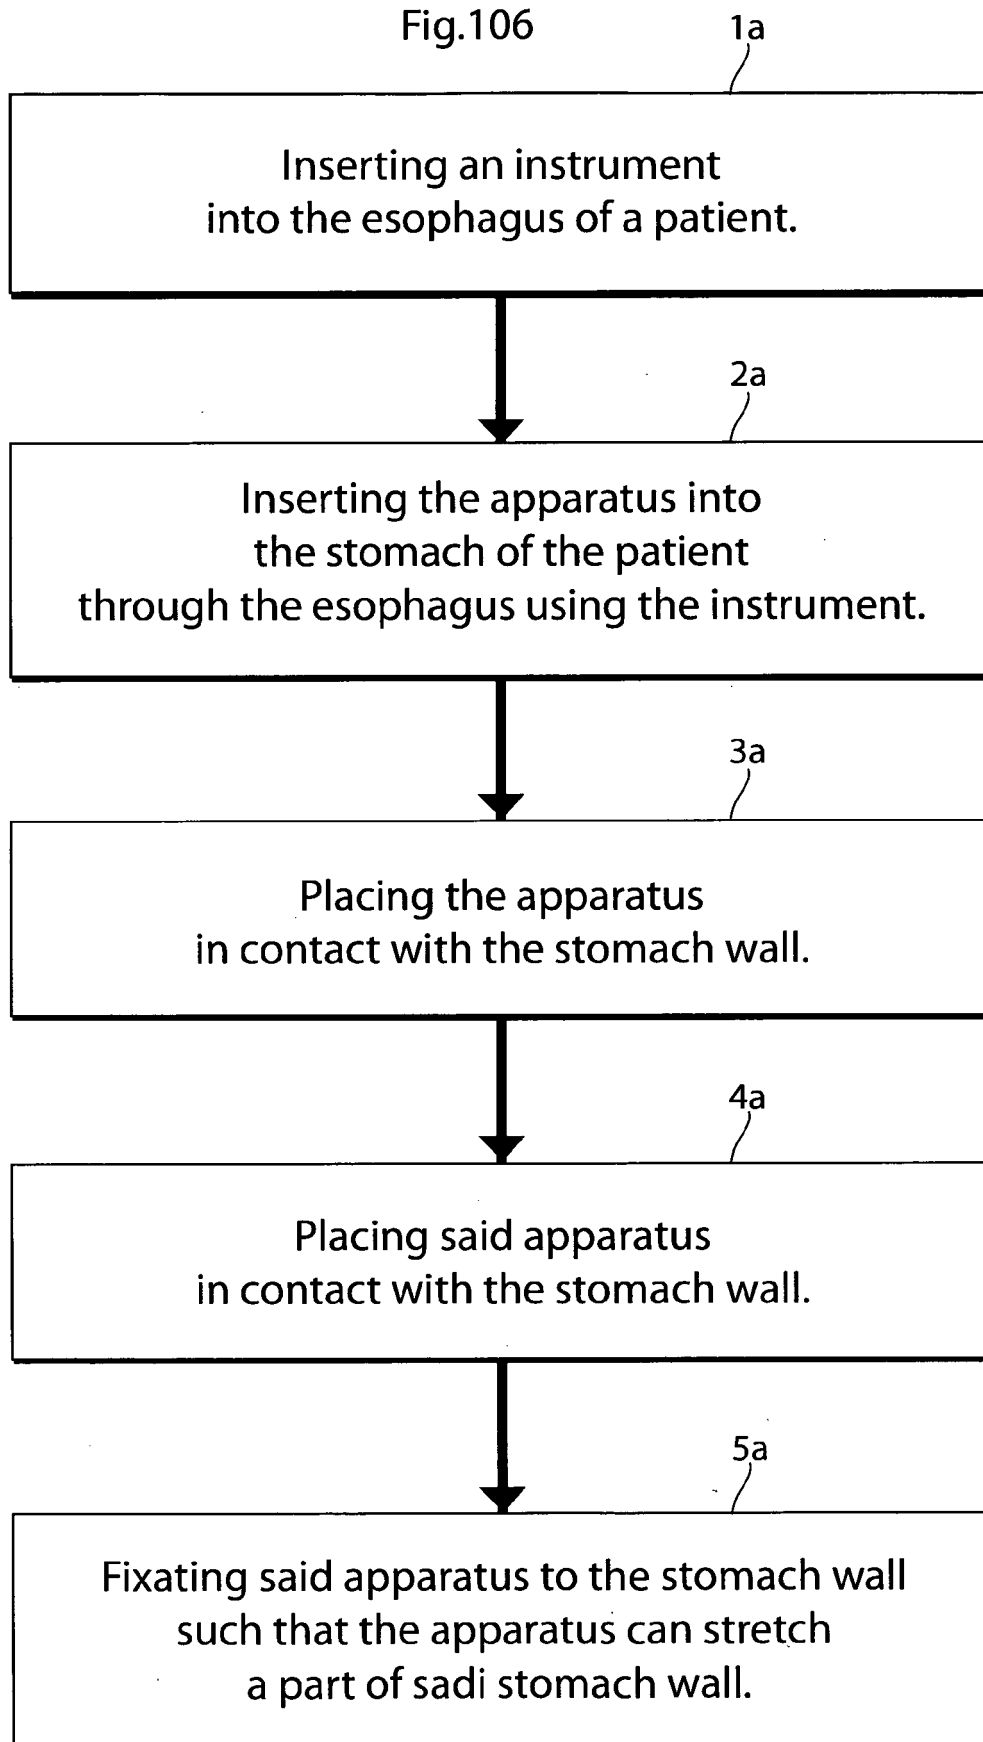 Fig.106
1a
Inserting an instrument
into the esophagus of a patient.
2a
Inserting the apparatus into
the stomach of the patient
through the esophagus using the instrument.
3a
Placing the apparatus
in contact with the stomach wall.
4a
Placing said apparatus
in contact with the stomach wall.
5a
Fixating said apparatus to the stomach wall
such that the apparatus can stretch
a part of sadi stomach wall.